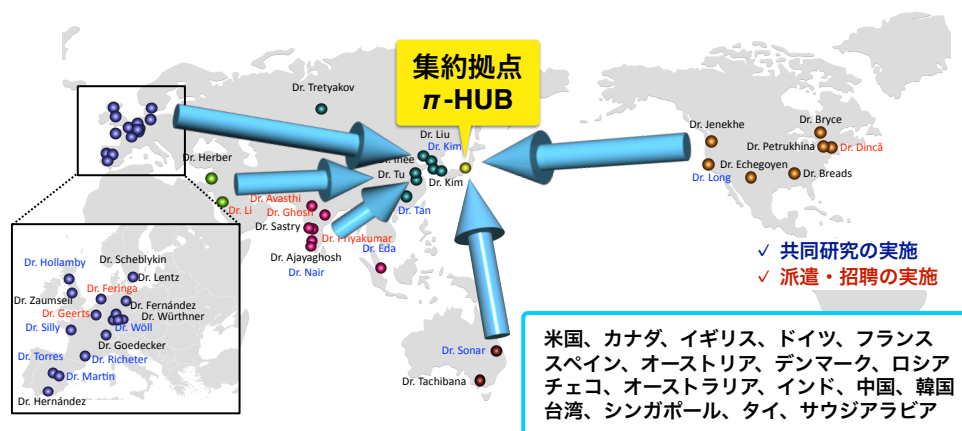 集約拠点
π-HUB
Dr. Tretyakov
Dr. Liu
Dr. Kim
Dr. Tu
Dr. Kim
Dr. Tan
Dr. Herber
Dr. Li
Dr. Avasthi
Dr. Ghosh
Dr. Sastry
Dr. Priyakumar
Dr. Eda
Dr. Ajayaghosh
Dr. Nair
Dr. Jenekhe
Dr. Bryce
Dr. Petrukhina
Dr. Dincă
Dr. Echegoyen
Dr. Long
Dr. Breads
Dr. Sonar
Dr. Tachibana
Dr. Hollamby
Dr. Scheblykin
Dr. Lentz
Dr. Zaumseil
Dr. Feringa
Dr. Geerts
Dr. Fernández
Dr. Würthner
Dr. Silly
Dr. Wöll
Dr. Goedecker
Dr. Torres
Dr. Richeter
Dr. Martin
Dr. Hernández
✓ 共同研究の実施
✓ 派遣・招聘の実施
米国、カナダ、イギリス、ドイツ、フランス
スペイン、オーストリア、デンマーク、ロシア
チェコ、オーストラリア、インド、中国、韓国
台湾、シンガポール、タイ、サウジアラビア